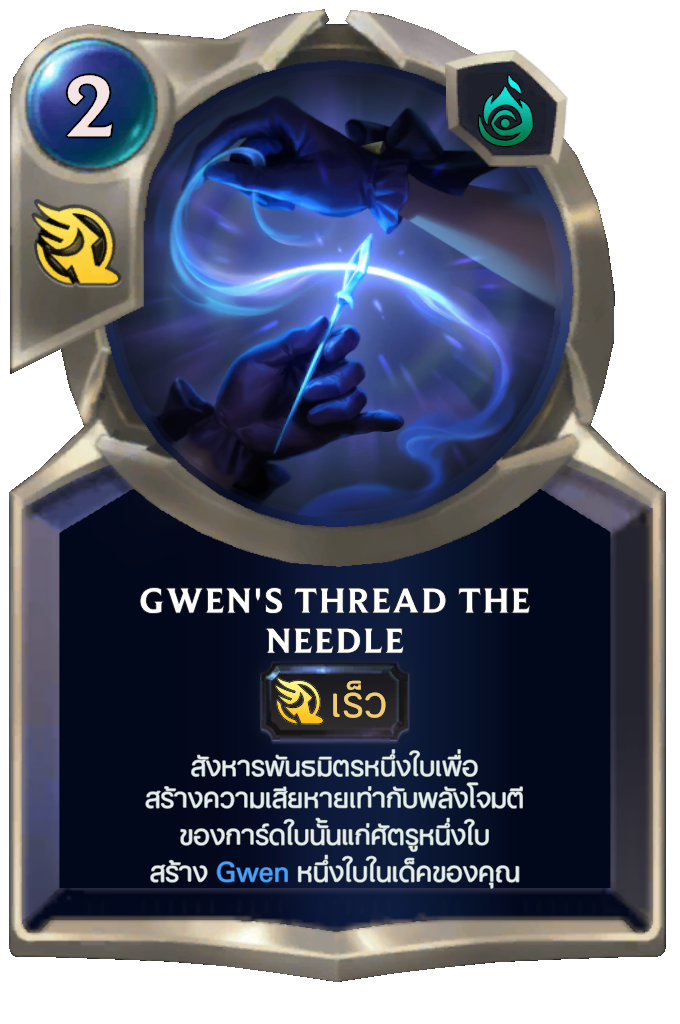 2
GWEN'S THREAD THE
NEEDLE
เร็ว
สังหารพันธมิตรหนึ่งใบเพื่อ
สร้างความเสียหายเท่ากับพลังโจมตี
ของการ์ดใบนั้นแก่ศัตรูหนึ่งใบ
สร้าง Gwen หนึ่งใบในเด็คของคุณ